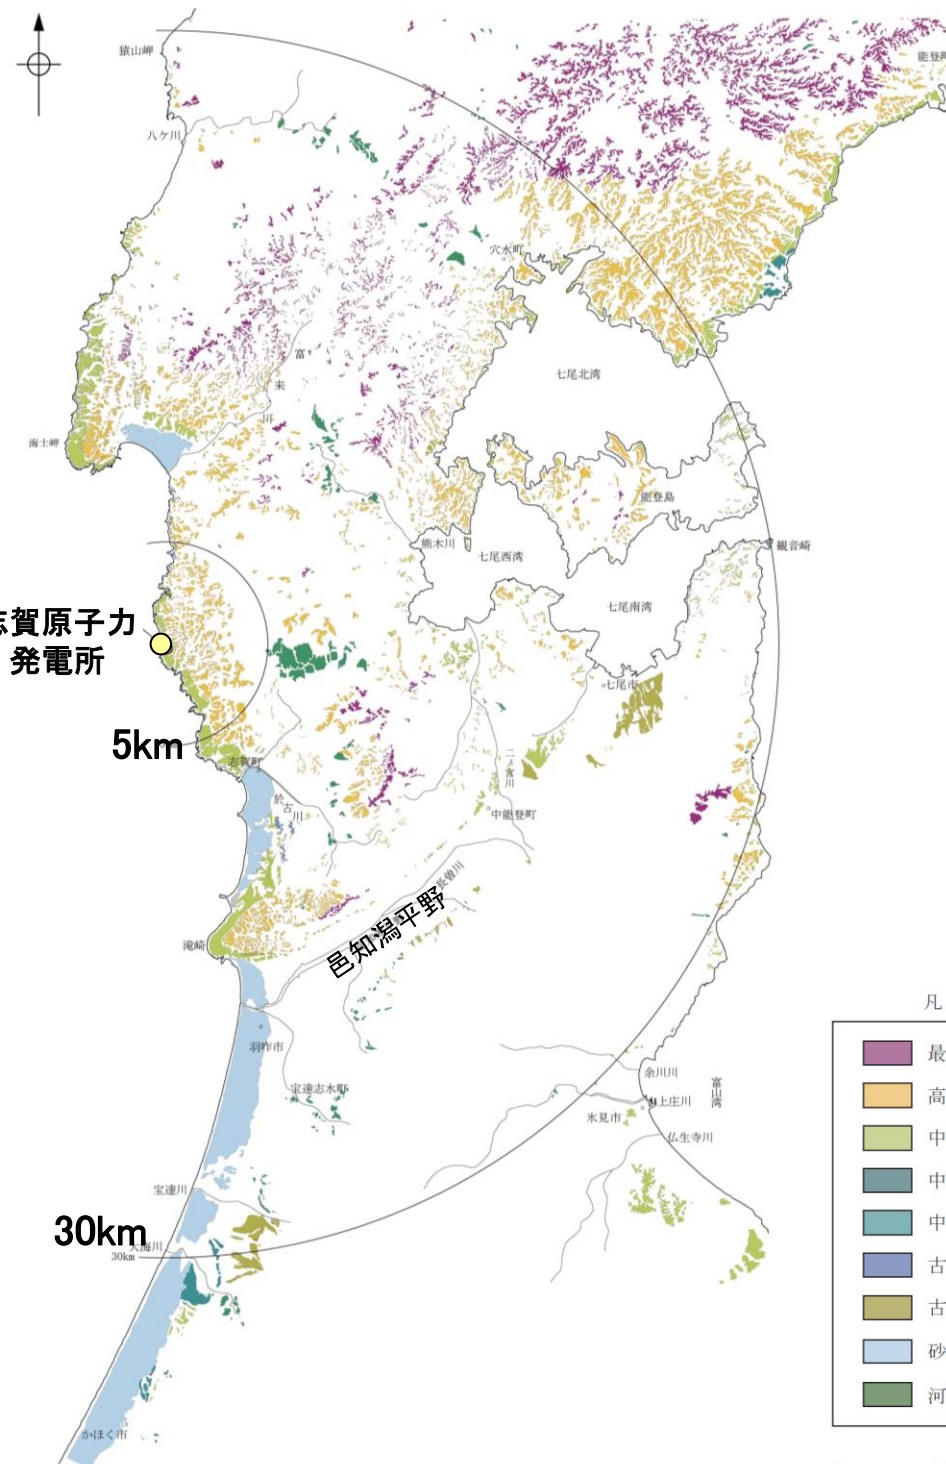 猿山岬
能登町
八ケ川
穴水町
富
来
川
七尾北湾
海士岬
能登島
熊木川
七尾西湾
観音崎
七尾南湾
志賀原子力
発電所
七尾市
5km
志賀町
二ノ宮川
於古川
中能登町
長曽川
邑知潟平野
滝崎
羽咋市
余川川
富山湾
宝達志水町
上庄川
氷見市
仏生寺川
宝達川
30km
大海川
30km
かほく市
凡
最
高
中
中
中
古
古
砂
河